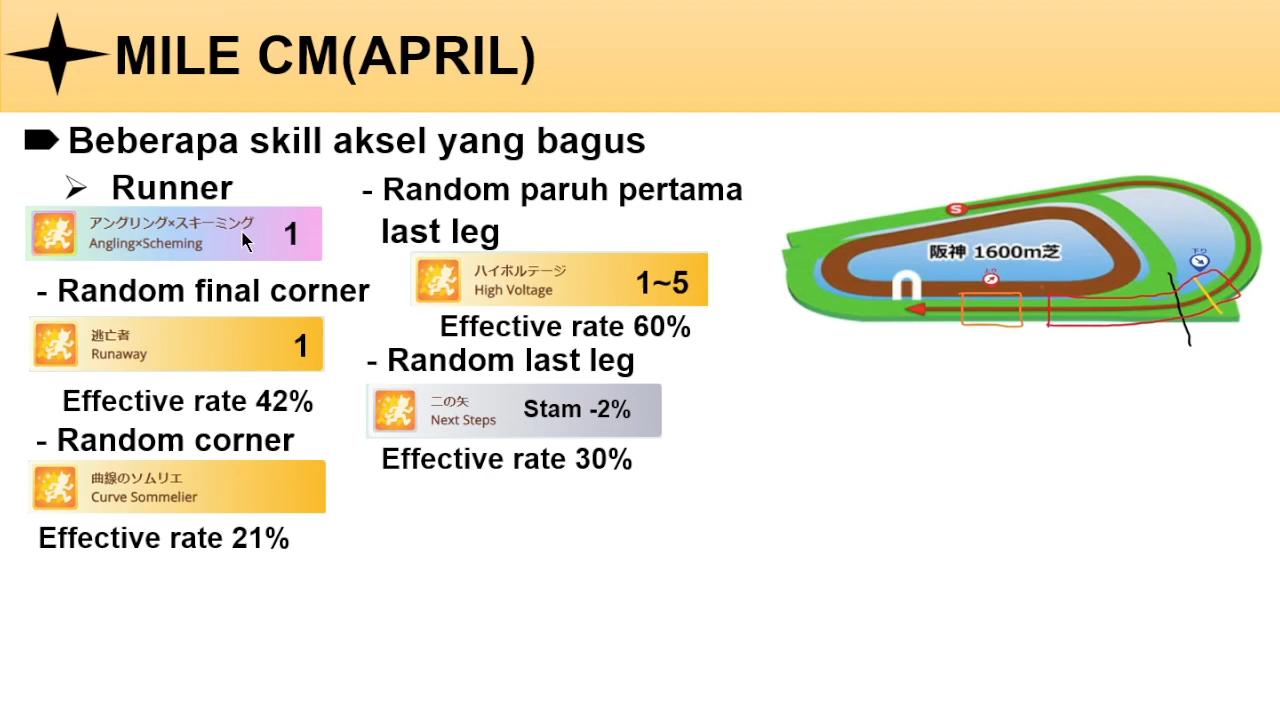 MILE CM(APRIL)
Beberapa skill aksel yang bagus
Runner
アングリング×スキーミング
Angling×Scheming
1
- Random final corner
逃亡者
Runaway
1
Effective rate 42%
- Random corner
曲線のソムリエ
Curve Sommelier
Effective rate 21%
- Random paruh pertama
last leg
ハイボルテージ
High Voltage
1~5
Effective rate 60%
- Random last leg
二の矢
Next Steps
Stam -2%
Effective rate 30%
S
阪神 1600m芝